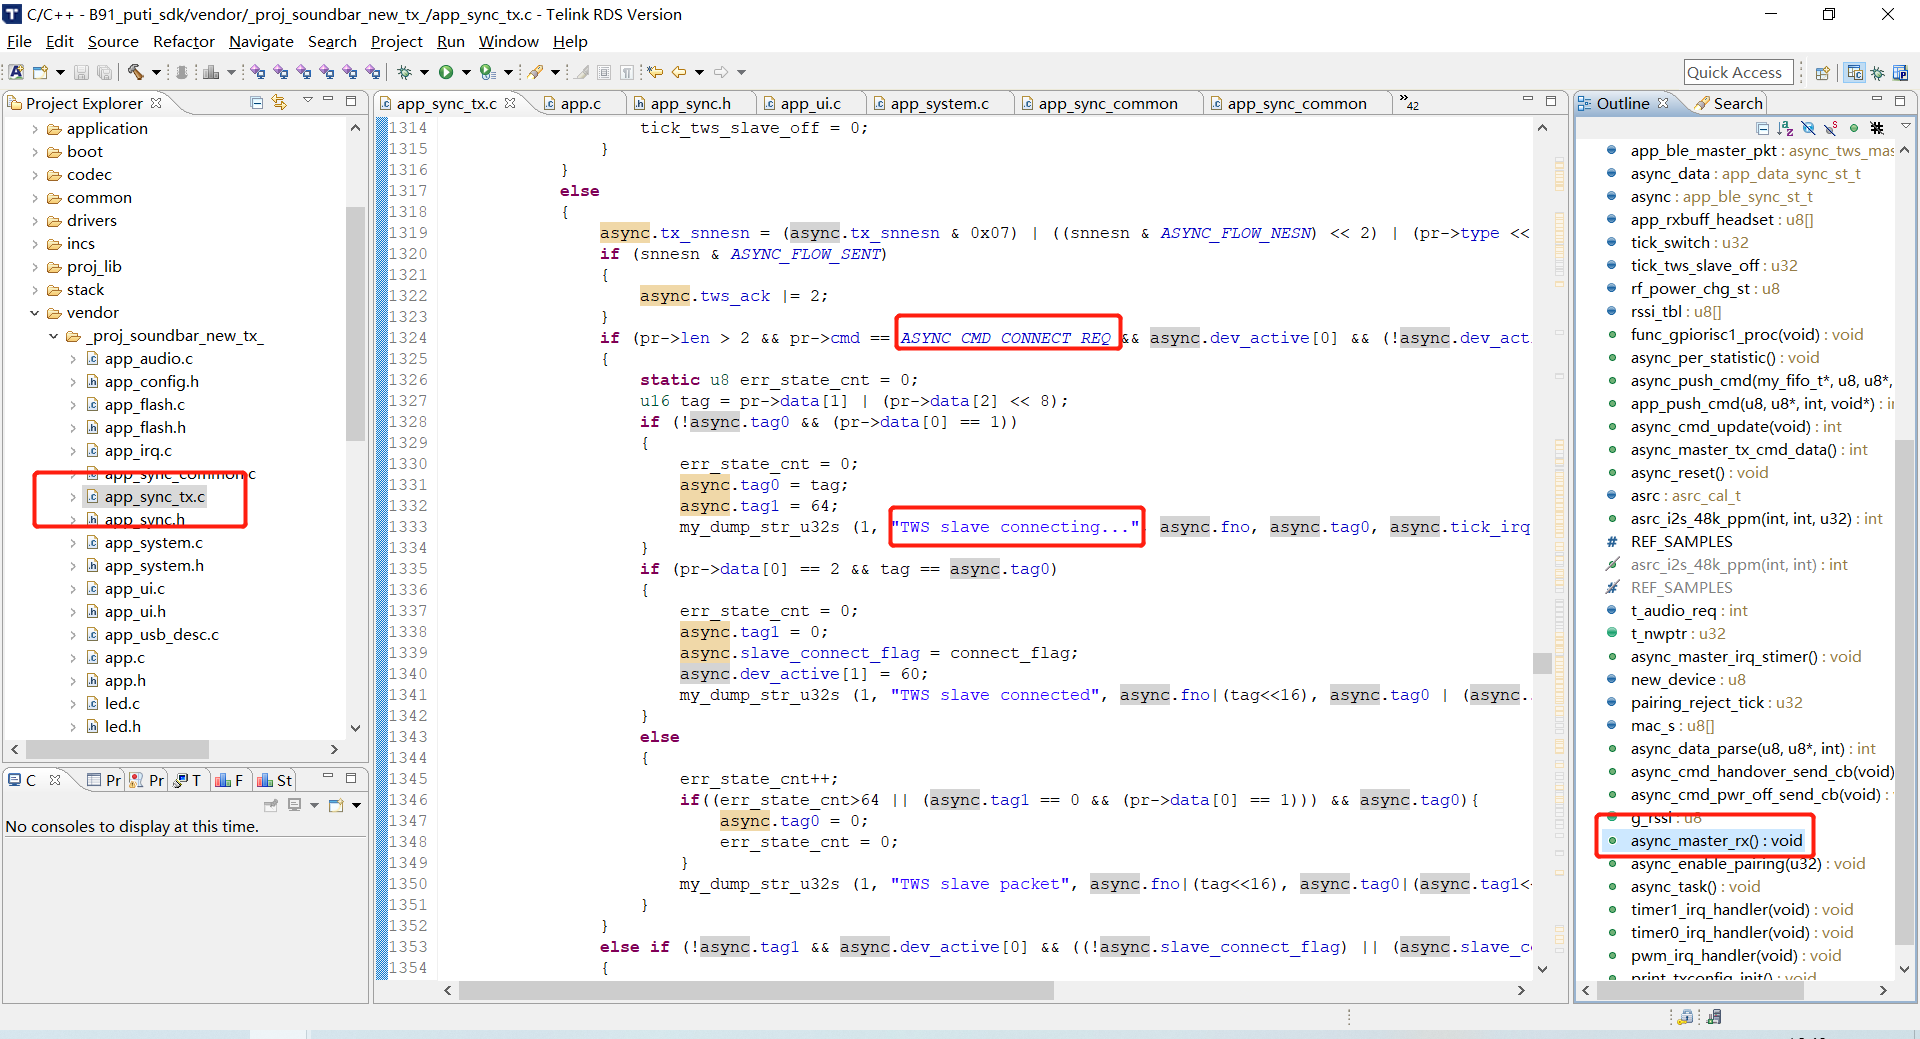 C/C++ - B91_puti_sdk/vendor/_proj_soundbar_new_tx_/app_sync_tx.c - Telink RDS Version
File Edit Source Refactor Navigate Search Project Run Window Help
Quick Access
Project Explorer
application
boot
codec
common
drivers
incs
proj_lib
stack
vendor
_proj_soundbar_new_tx_
app_audio.c
app_config.h
app_flash.c
app_flash.h
app_irq.c
app_sync_common.c
app_sync_tx.c
app_sync.h
app_system.c
app_system.h
app_ui.c
app_ui.h
app_usb_desc.c
app.c
app.h
led.c
led.h
C Pr Pr T F St
No consoles to display at this time.
app_sync_tx.c app.c app_sync.h app_ui.c app_system.c app_sync_common app_sync_common »42
1314 tick_tws_slave_off = 0;
1315 }
1316 }
1317 else
1318 {
1319 async.tx_snnesn = (async.tx_snnesn & 0x07) | ((snnesn & ASYNC_FLOW_NESN) << 2) | (pr->type <<
1320 if (snnesn & ASYNC_FLOW_SENT)
1321 {
1322 async.tws_ack |= 2;
1323 }
1324 if (pr->len > 2 && pr->cmd == ASYNC_CMD_CONNECT_REQ && async.dev_active[0] && (!async.dev_act
1325 {
1326 static u8 err_state_cnt = 0;
1327 u16 tag = pr->data[1] | (pr->data[2] << 8);
1328 if (!async.tag0 && (pr->data[0] == 1))
1329 {
1330 err_state_cnt = 0;
1331 async.tag0 = tag;
1332 async.tag1 = 64;
1333 my_dump_str_u32s (1, "TWS slave connecting..." async.fno, async.tag0, async.tick_irq
1334 }
1335 if (pr->data[0] == 2 && tag == async.tag0)
1336 {
1337 err_state_cnt = 0;
1338 async.tag1 = 0;
1339 async.slave_connect_flag = connect_flag;
1340 async.dev_active[1] = 60;
1341 my_dump_str_u32s (1, "TWS slave connected", async.fno|(tag<<16), async.tag0 | (async.
1342 }
1343 else
1344 {
1345 err_state_cnt++;
1346 if((err_state_cnt>64 || (async.tag1 == 0 && (pr->data[0] == 1))) && async.tag0){
1347 async.tag0 = 0;
1348 err_state_cnt = 0;
1349 }
1350 my_dump_str_u32s (1, "TWS slave packet", async.fno|(tag<<16), async.tag0|(async.tag1<
1351 }
1352 }
1353 else if (!async.tag1 && async.dev_active[0] && ((!async.slave_connect_flag) || (async.slave_c
1354 {
Outline Search
app_ble_master_pkt : async_tws_mas
async_data : app_data_sync_st_t
async : app_ble_sync_st_t
app_rxbuff_headset : u8[]
tick_switch : u32
tick_tws_slave_off : u32
rf_power_chg_st : u8
rssi_tbl : u8[]
func_gpiorisc1_proc(void) : void
async_per_statistic() : void
async_push_cmd(my_fifo_t*, u8, u8*,
app_push_cmd(u8, u8*, int, void*) : i
async_cmd_update(void) : int
async_master_tx_cmd_data() : int
async_reset() : void
asrc : asrc_cal_t
asrc_i2s_48k_ppm(int, int, u32) : int
REF_SAMPLES
asrc_i2s_48k_ppm(int, int) : int
REF_SAMPLES
t_audio_req : int
t_nwptr : u32
async_master_irq_stimer() : void
new_device : u8
pairing_reject_tick : u32
mac_s : u8[]
async_data_parse(u8, u8*, int) : int
async_cmd_handover_send_cb(void)
async_cmd_pwr_off_send_cb(void) :
g_rssi : u8
async_master_rx() : void
async_enable_pairing(u32) : void
async_task() : void
timer1_irq_handler(void) : void
timer0_irq_handler(void) : void
pwm_irq_handler(void) : void
print_txconfig_init() : void